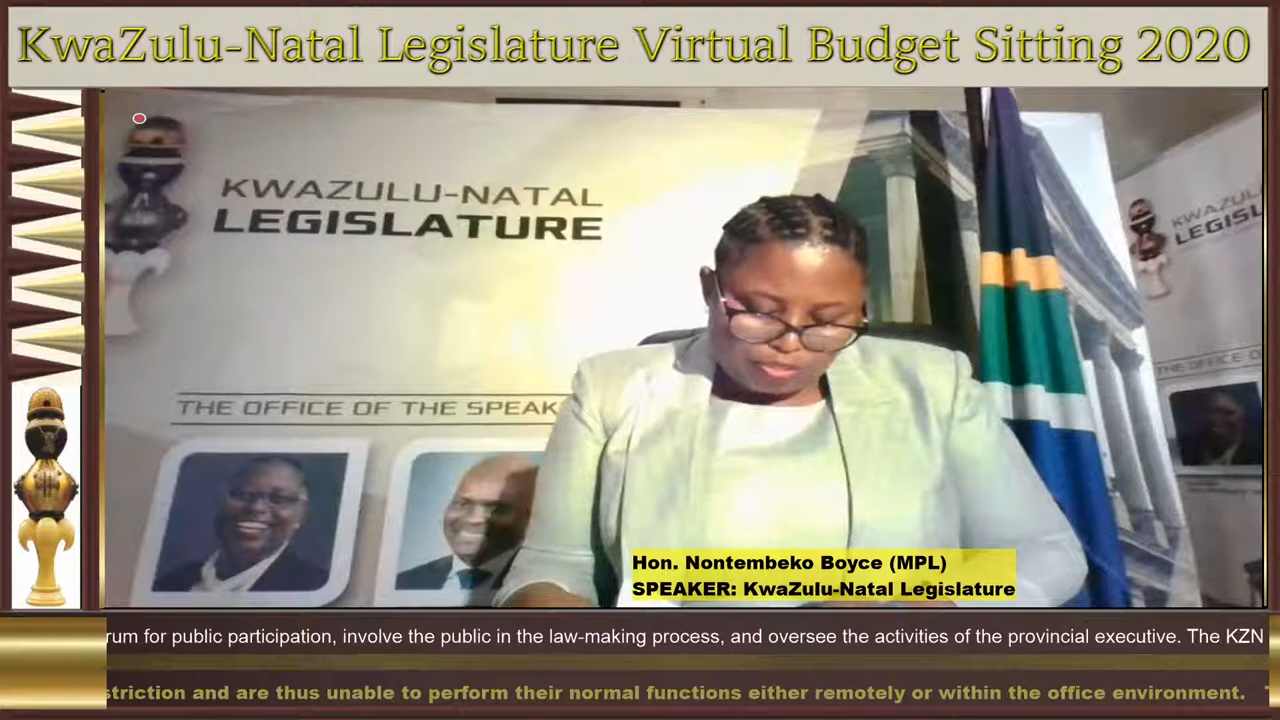 KwaZulu-Natal Legislature Virtual Budget Sitting 2020
KWAZULU-NATAL
LEGISLATURE
THE OFFICE OF THE SPEAK
KWAZUL
LEGISL
THE OFFICE O
Hon. Nontembeko Boyce (MPL)
SPEAKER: KwaZulu-Natal Legislature
rum for public participation, involve the public in the law-making process, and oversee the activities of the provincial executive. The KZN
striction and are thus unable to perform their normal functions either remotely or within the office environment. T